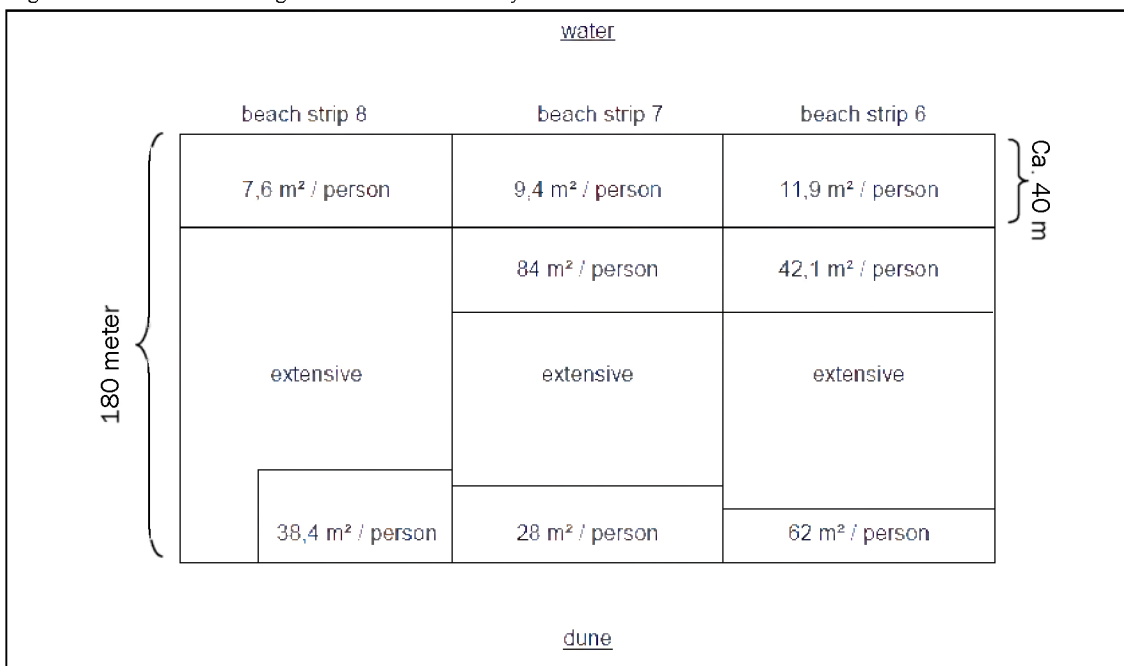 water
beach strip 8
beach strip 7
beach strip 6
7,6 m² / person
9,4 m² / person
11,9 m² / person
Ca. 40 m
84 m² / person
42,1 m² / person
180 meter
extensive
extensive
extensive
38,4 m² / person
28 m² / person
62 m² / person
dune